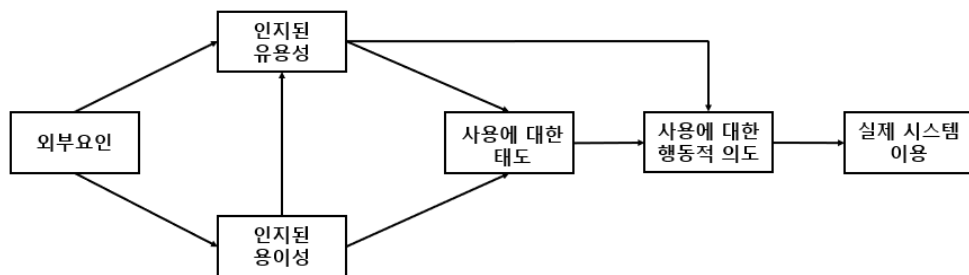 인지된
유용성
외부요인
사용에 대한
태도
사용에 대한
행동적 의도
실제 시스템
이용
인지된
용이성